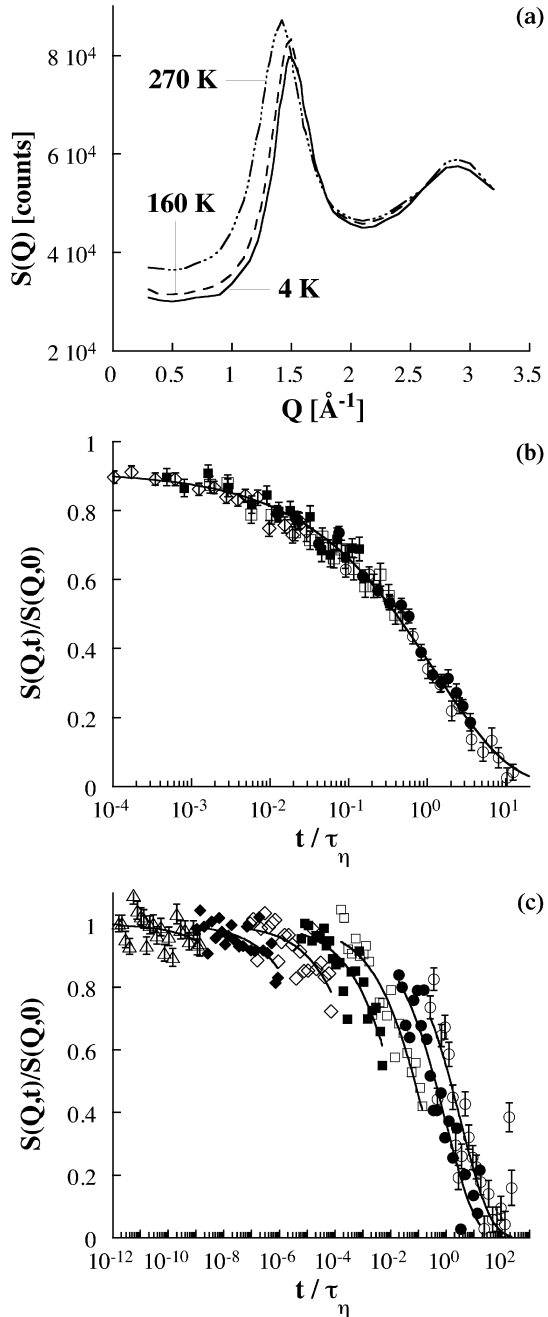 (a)
8 10⁴
6 10⁴
4 10⁴
2 10⁴
S(Q) [counts]
270 K
160 K
4 K
0 0.5 1 1.5 2 2.5 3 3.5
Q [Å⁻¹]
(b)
1
0.8
0.6
0.4
0.2
0
S(Q,t)/S(Q,0)
10⁻⁴ 10⁻³ 10⁻² 10⁻¹ 10⁰ 10¹
t / τη
(c)
1
0.8
0.6
0.4
0.2
0
S(Q,t)/S(Q,0)
10⁻¹² 10⁻¹⁰ 10⁻⁸ 10⁻⁶ 10⁻⁴ 10⁻² 10⁰ 10²
t / τη